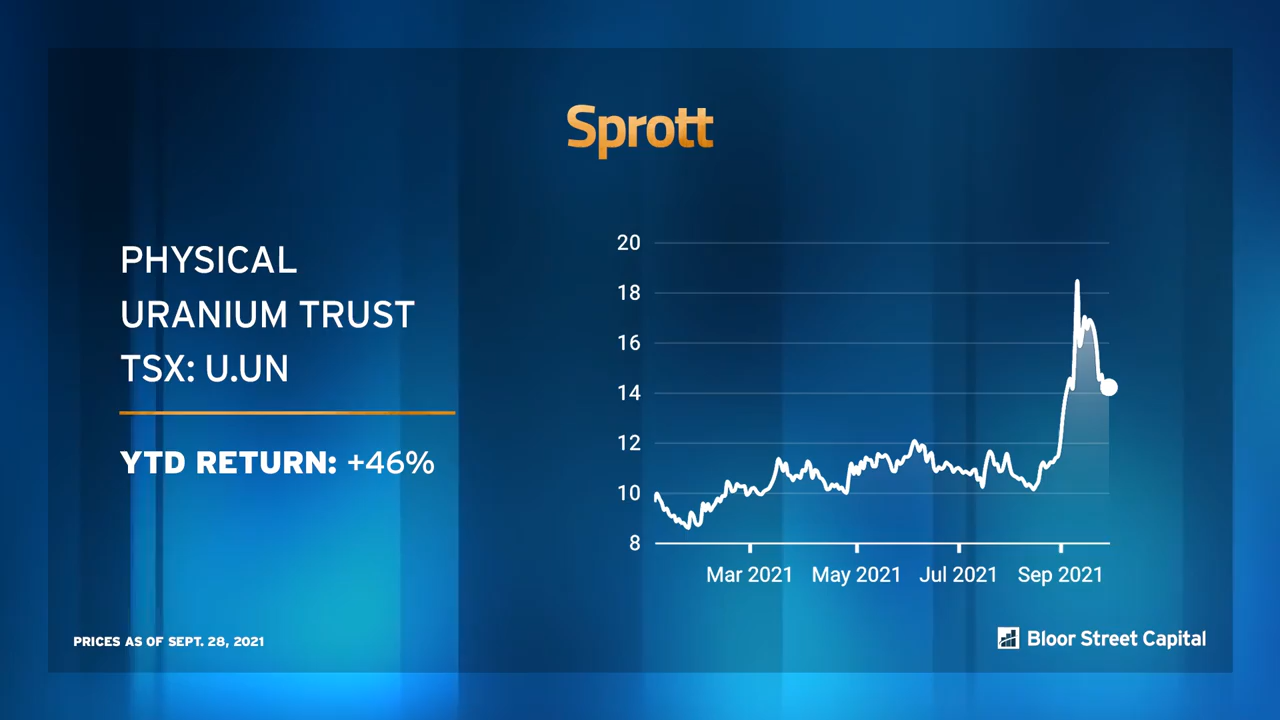 Sprott
PHYSICAL
URANIUM TRUST
TSX: U.UN
YTD RETURN: +46%
20
18
16
14
12
10
8
Mar 2021 May 2021 Jul 2021 Sep 2021
PRICES AS OF SEPT. 28, 2021
Bloor Street Capital